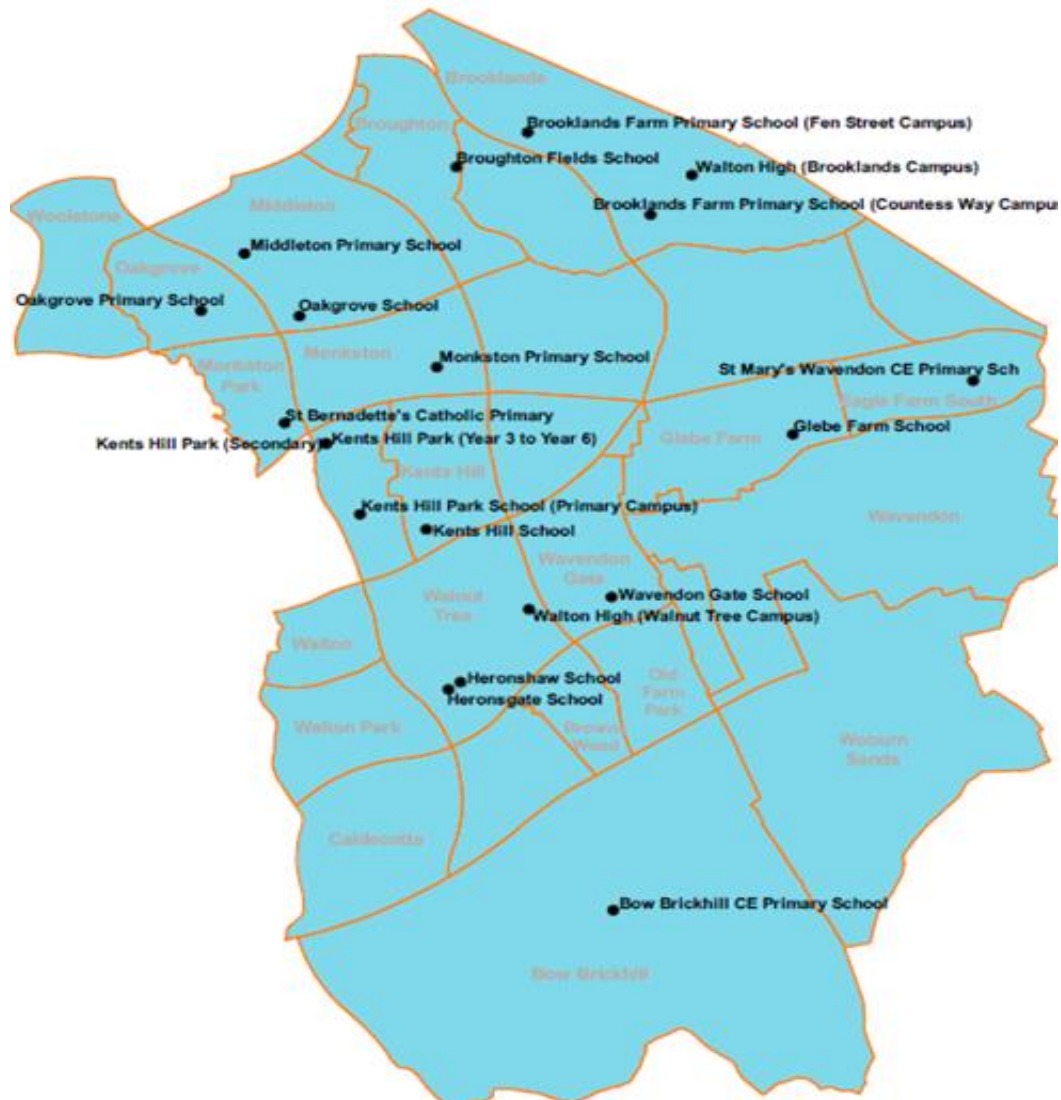 Brooklands
Brooklands Farm Primary School (Fen Street Campus)
Broughton
Broughton Fields School
Walton High (Brooklands Campus)
Brooklands Farm Primary School (Countess Way Campus
Woolstone
Middleton
Middleton Primary School
Oakgrove
Oakgrove Primary School
Oakgrove School
Monkston
Monkston Primary School
Monkston
Park
St Mary's Wavendon CE Primary Sch
Eagle Farm South
St Bernadette's Catholic Primary
Glebe Farm School
Glebe Farm
Kents Hill Park (Secondary)
Kents Hill Park (Year 3 to Year 6)
Kents Hill
Kents Hill Park School (Primary Campus)
Wavendon
Kents Hill School
Wavendon
Gate
Walnut
Tree
Wavendon Gate School
Walton High (Walnut Tree Campus)
Walton
Heronshaw School
Heronsgate School
Old
Farm
Park
Walton Park
Browns
Wood
Woburn
Sands
Caldecotte
Bow Brickhill CE Primary School
Bow Brickhill